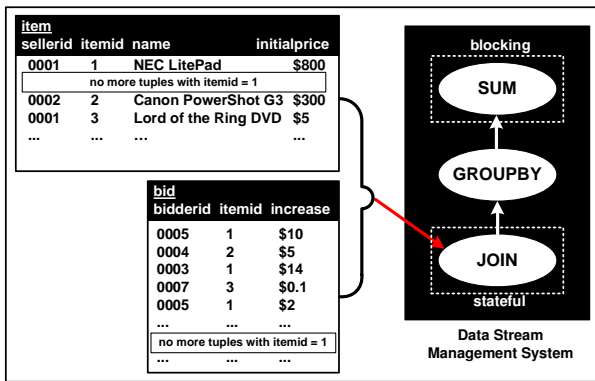 item
sellerid itemid name initialprice
0001 1 NEC LitePad $800
no more tuples with itemid = 1
0002 2 Canon PowerShot G3 $300
0001 3 Lord of the Ring DVD $5
... ... ... ...
bid
bidderid itemid increase
0005 1 $10
0004 2 $5
0003 1 $14
0007 3 $0.1
0005 1 $2
... ... ...
no more tuples with itemid = 1
... ... ...
blocking
SUM
GROUPBY
JOIN
stateful
Data Stream
Management System